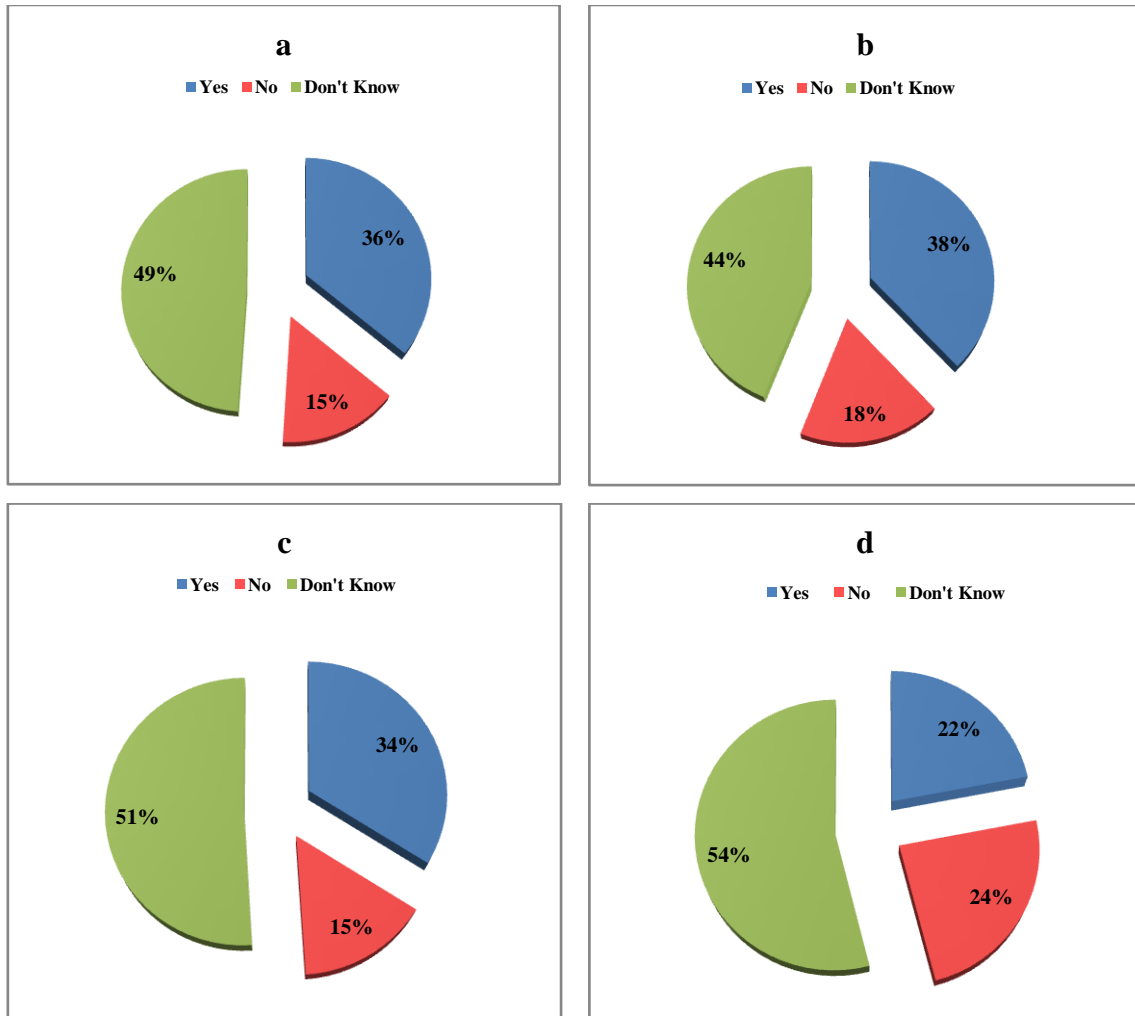 a
Yes No Don't Know
36%
49%
15%
b
Yes No Don't Know
38%
44%
18%
c
Yes No Don't Know
34%
51%
15%
d
Yes No Don't Know
22%
54%
24%